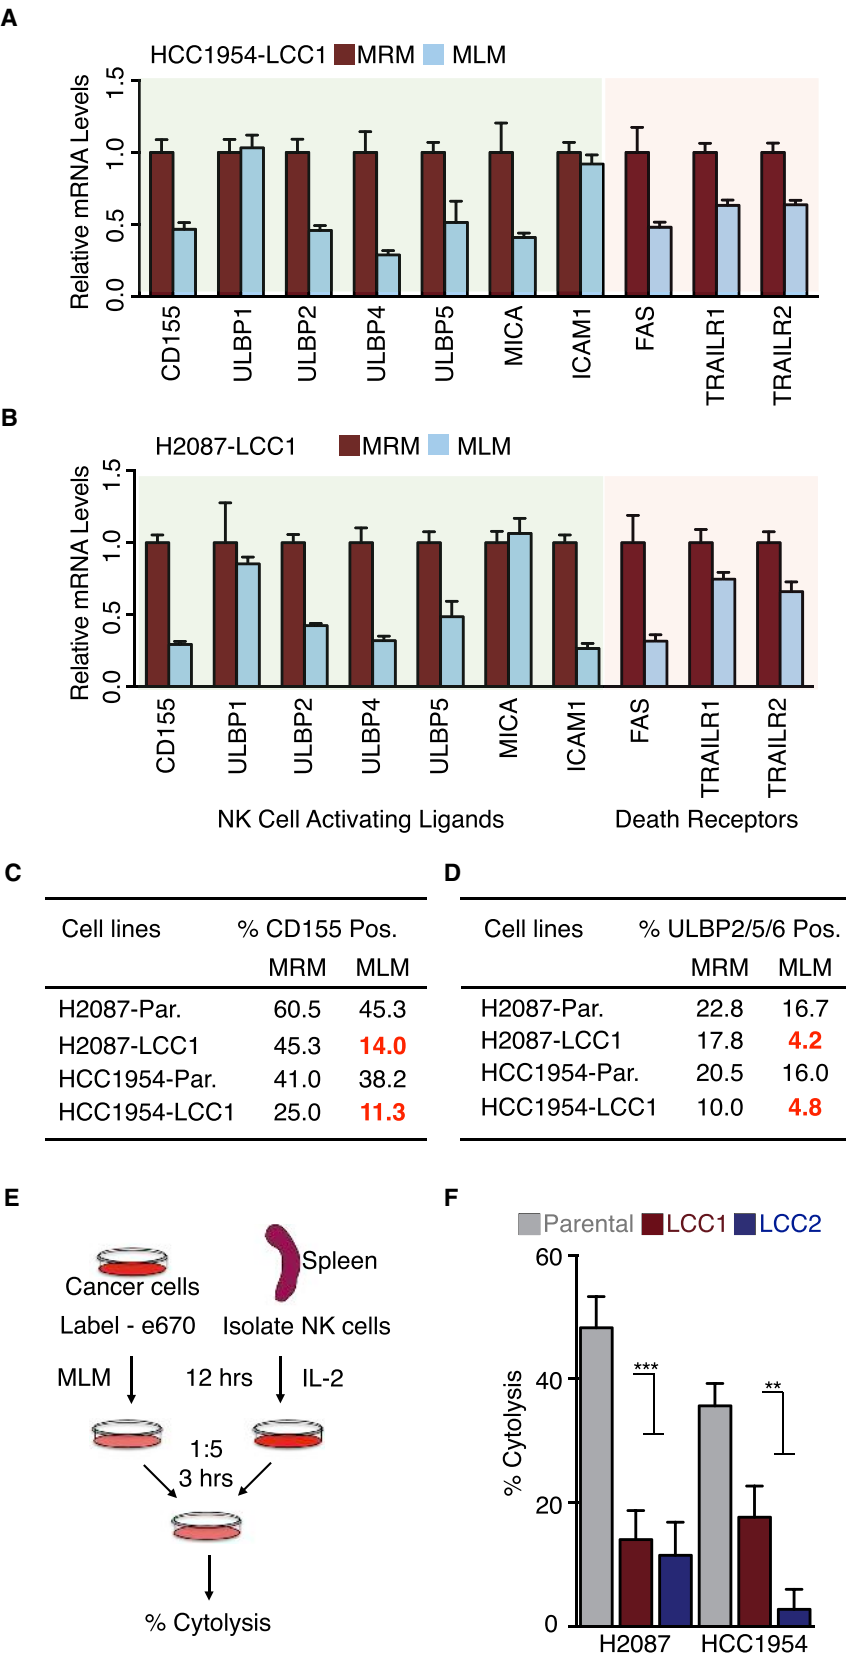 A
HCC1954-LCC1 MRM MLM
Relative mRNA Levels
1.5
1.0
0.5
0.0
CD155 ULBP1 ULBP2 ULBP4 ULBP5 MICA ICAM1 FAS TRAILR1 TRAILR2
B
H2087-LCC1 MRM MLM
Relative mRNA Levels
1.5
1.0
0.5
0.0
CD155 ULBP1 ULBP2 ULBP4 ULBP5 MICA ICAM1 FAS TRAILR1 TRAILR2
NK Cell Activating Ligands Death Receptors
C
Cell lines % CD155 Pos.
MRM MLM
H2087-Par. 60.5 45.3
H2087-LCC1 45.3 14.0
HCC1954-Par. 41.0 38.2
HCC1954-LCC1 25.0 11.3
D
Cell lines % ULBP2/5/6 Pos.
MRM MLM
H2087-Par. 22.8 16.7
H2087-LCC1 17.8 4.2
HCC1954-Par. 20.5 16.0
HCC1954-LCC1 10.0 4.8
E
Spleen
Cancer cells
Label - e670 Isolate NK cells
MLM 12 hrs IL-2
1:5
3 hrs
% Cytolysis
F
Parental LCC1 LCC2
% Cytolysis
60
40
20
0
***
**
H2087 HCC1954